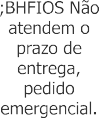 ;BHFIOS Não
atendem o
prazo de
entrega,
pedido
emergencial.